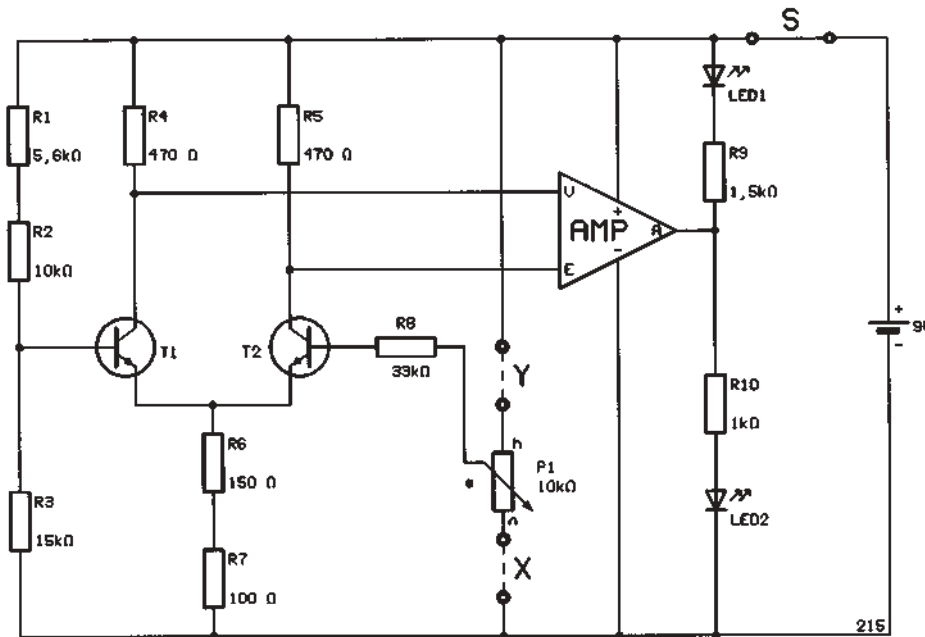 S
R1
5,6kΩ
R4
470 Ω
R5
470 Ω
LED1
R9
1,5kΩ
R2
10kΩ
V
+
AMP
A
-
E
+
9
-
T1
T2
R8
33kΩ
Y
h
P1
10kΩ
R10
1kΩ
R6
150 Ω
R3
15kΩ
LED2
R7
100 Ω
X
215